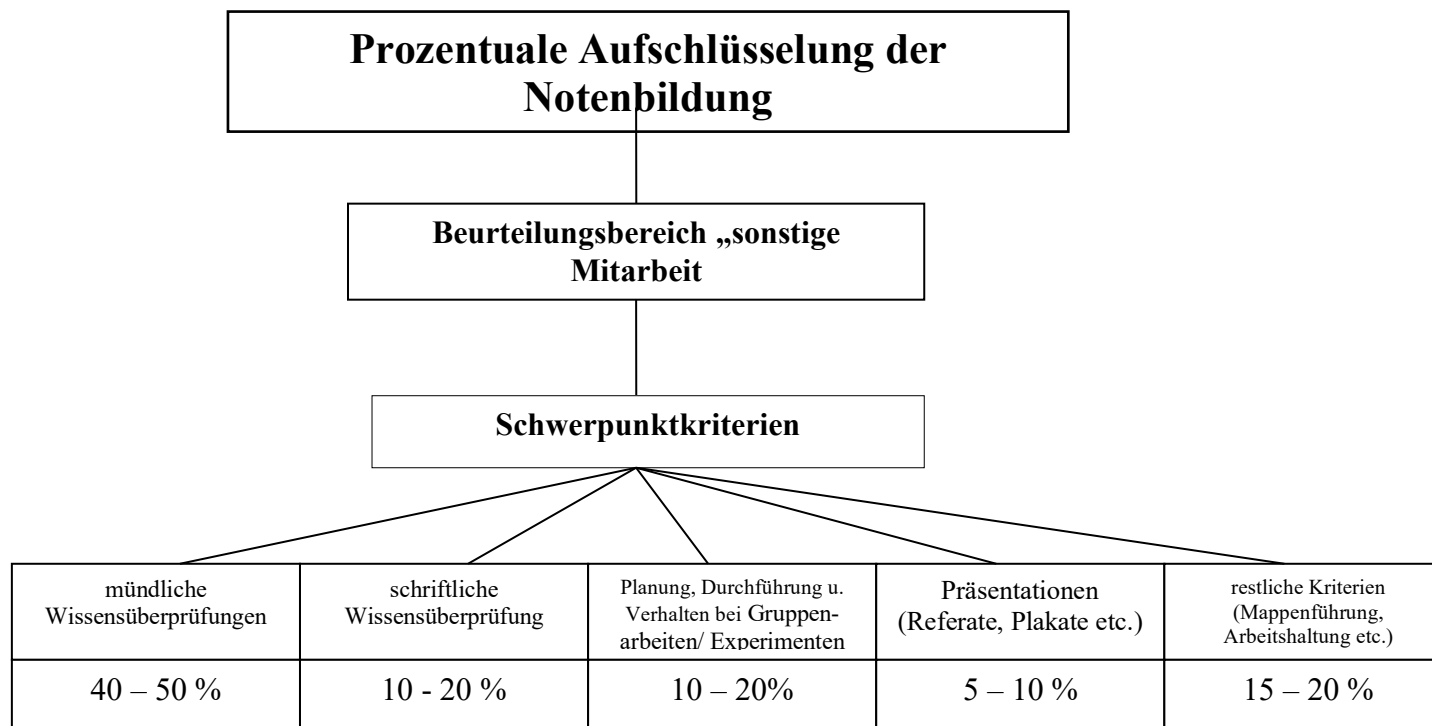 Prozentuale Aufschlüsselung der
Notenbildung
Beurteilungsbereich „sonstige
Mitarbeit
Schwerpunktkriterien
mündliche
Wissensüberprüfungen
schriftliche
Wissensüberprüfung
Planung, Durchführung u.
Verhalten bei Gruppen-
arbeiten/ Experimenten
Präsentationen
(Referate, Plakate etc.)
restliche Kriterien
(Mappenführung,
Arbeitshaltung etc.)
40 – 50 %
10 - 20 %
10 – 20%
5 – 10 %
15 – 20 %